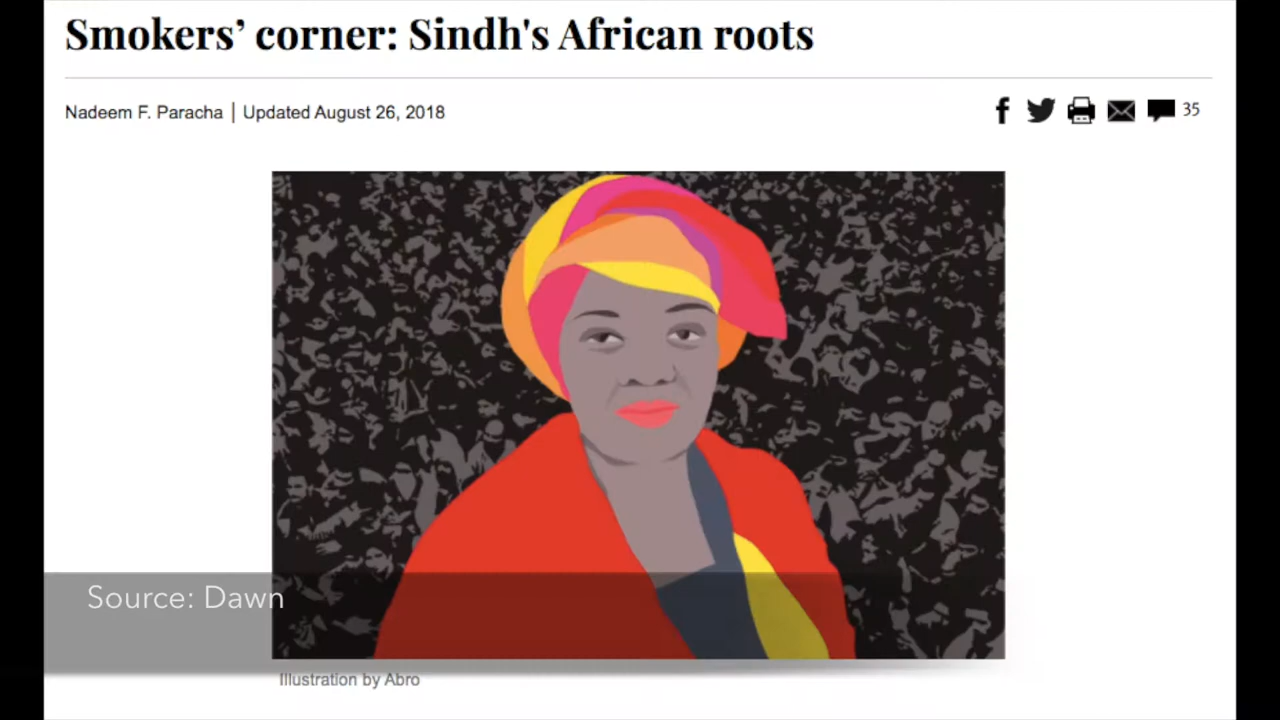 Smokers’ corner: Sindh's African roots
Nadeem F. Paracha | Updated August 26, 2018
35
Source: Dawn
Illustration by Abro